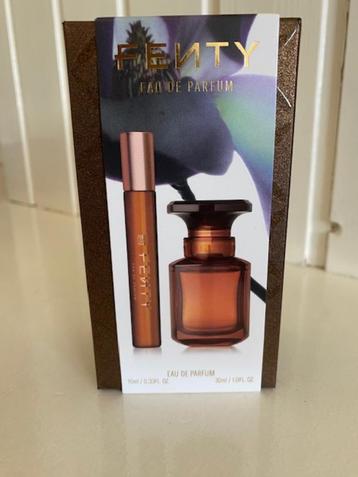 FENTY
EAU DE PARFUM
FENTY
EAU DE PARFUM
10ml / 0.33FL. OZ 30ml / 1.0FL. OZ